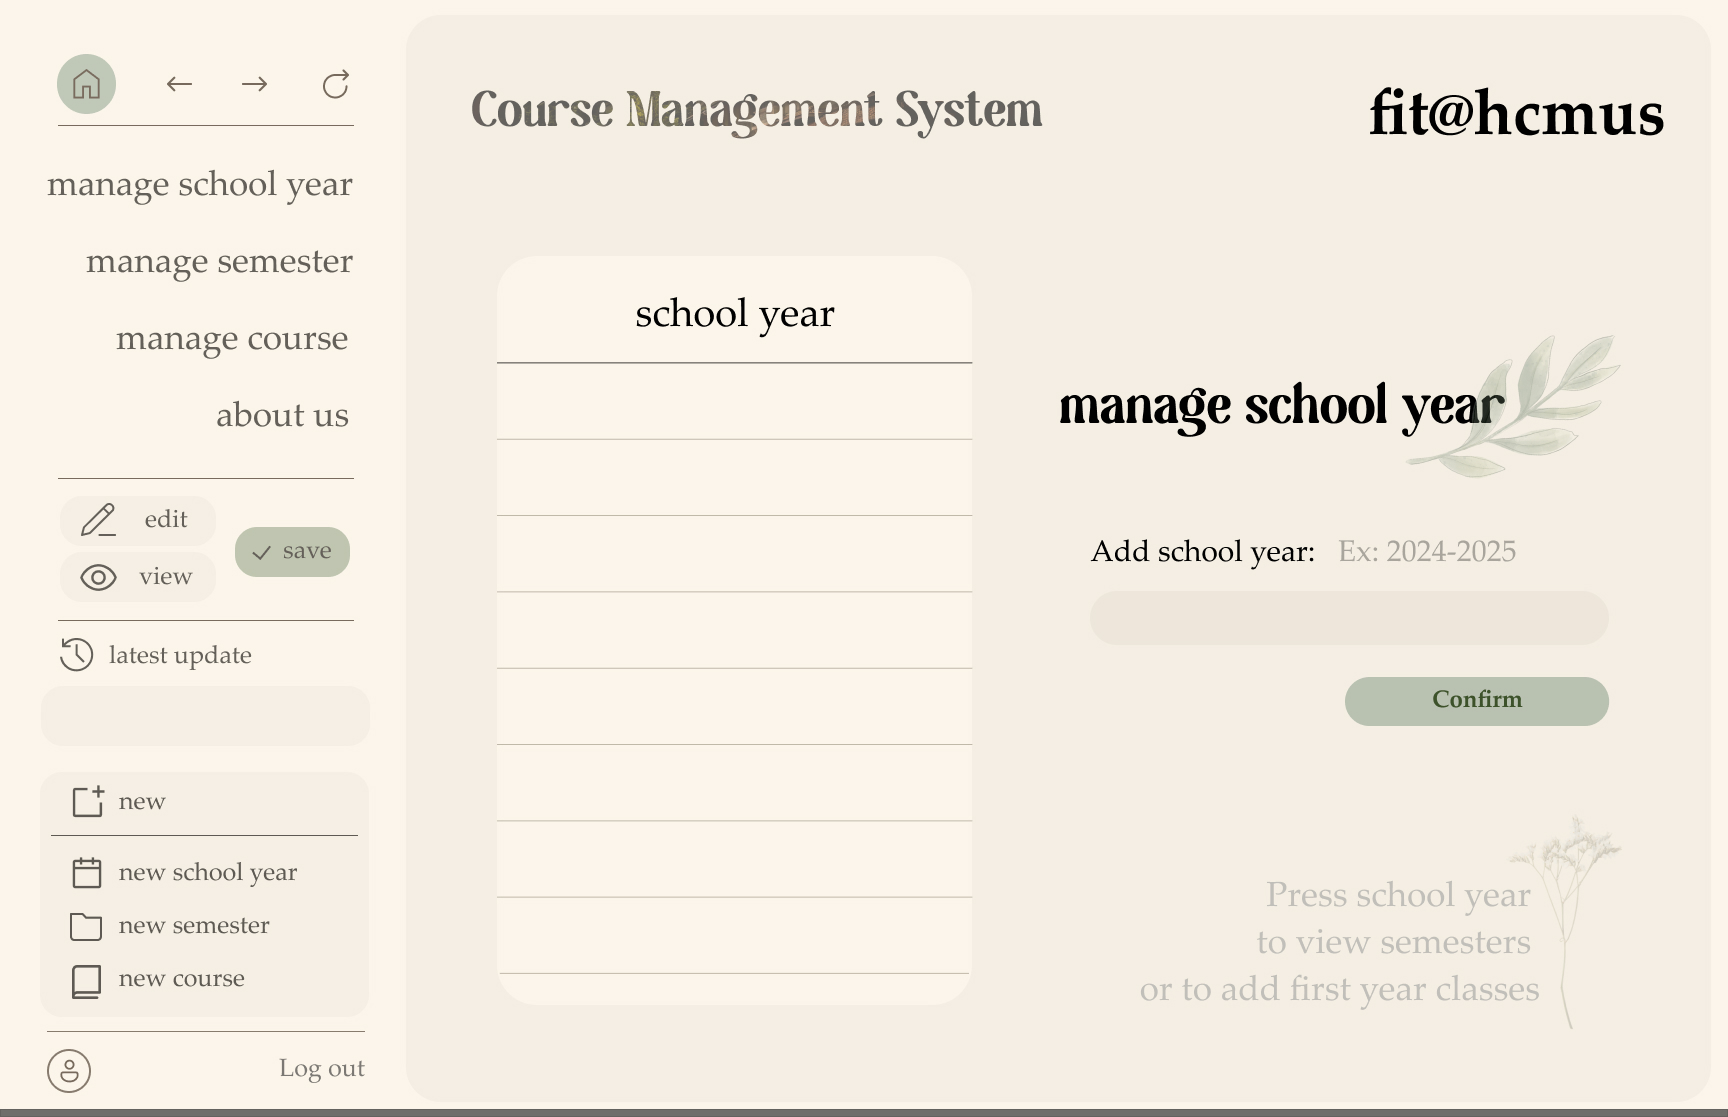 manage school year
manage semester
manage course
about us
edit
view
save
latest update
new
new school year
new semester
new course
Log out
Course Management System
fit@hcmus
school year
manage school year
Add school year: Ex: 2024-2025
Confirm
Press school year
to view semesters
or to add first year classes